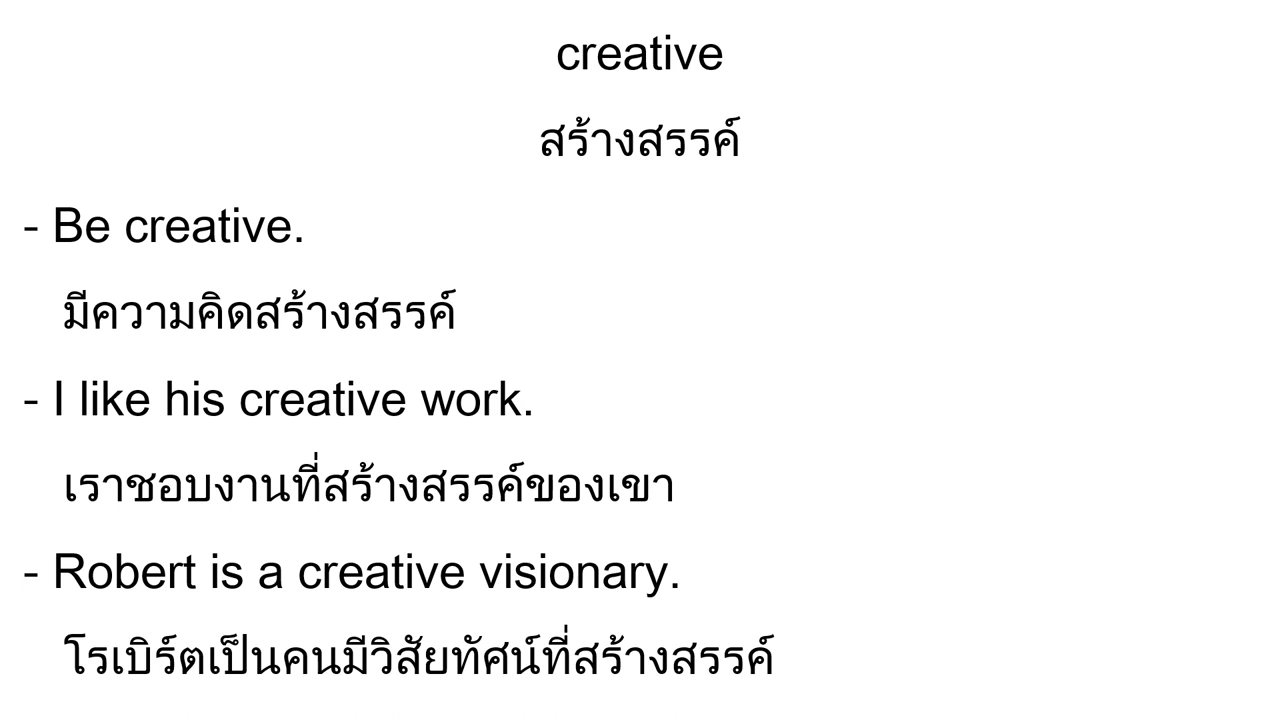 creative
สร้างสรรค์
- Be creative.
มีความคิดสร้างสรรค์
- I like his creative work.
เราชอบงานที่สร้างสรรค์ของเขา
- Robert is a creative visionary.
โรเบิร์ตเป็นคนมีวิสัยทัศน์ที่สร้างสรรค์